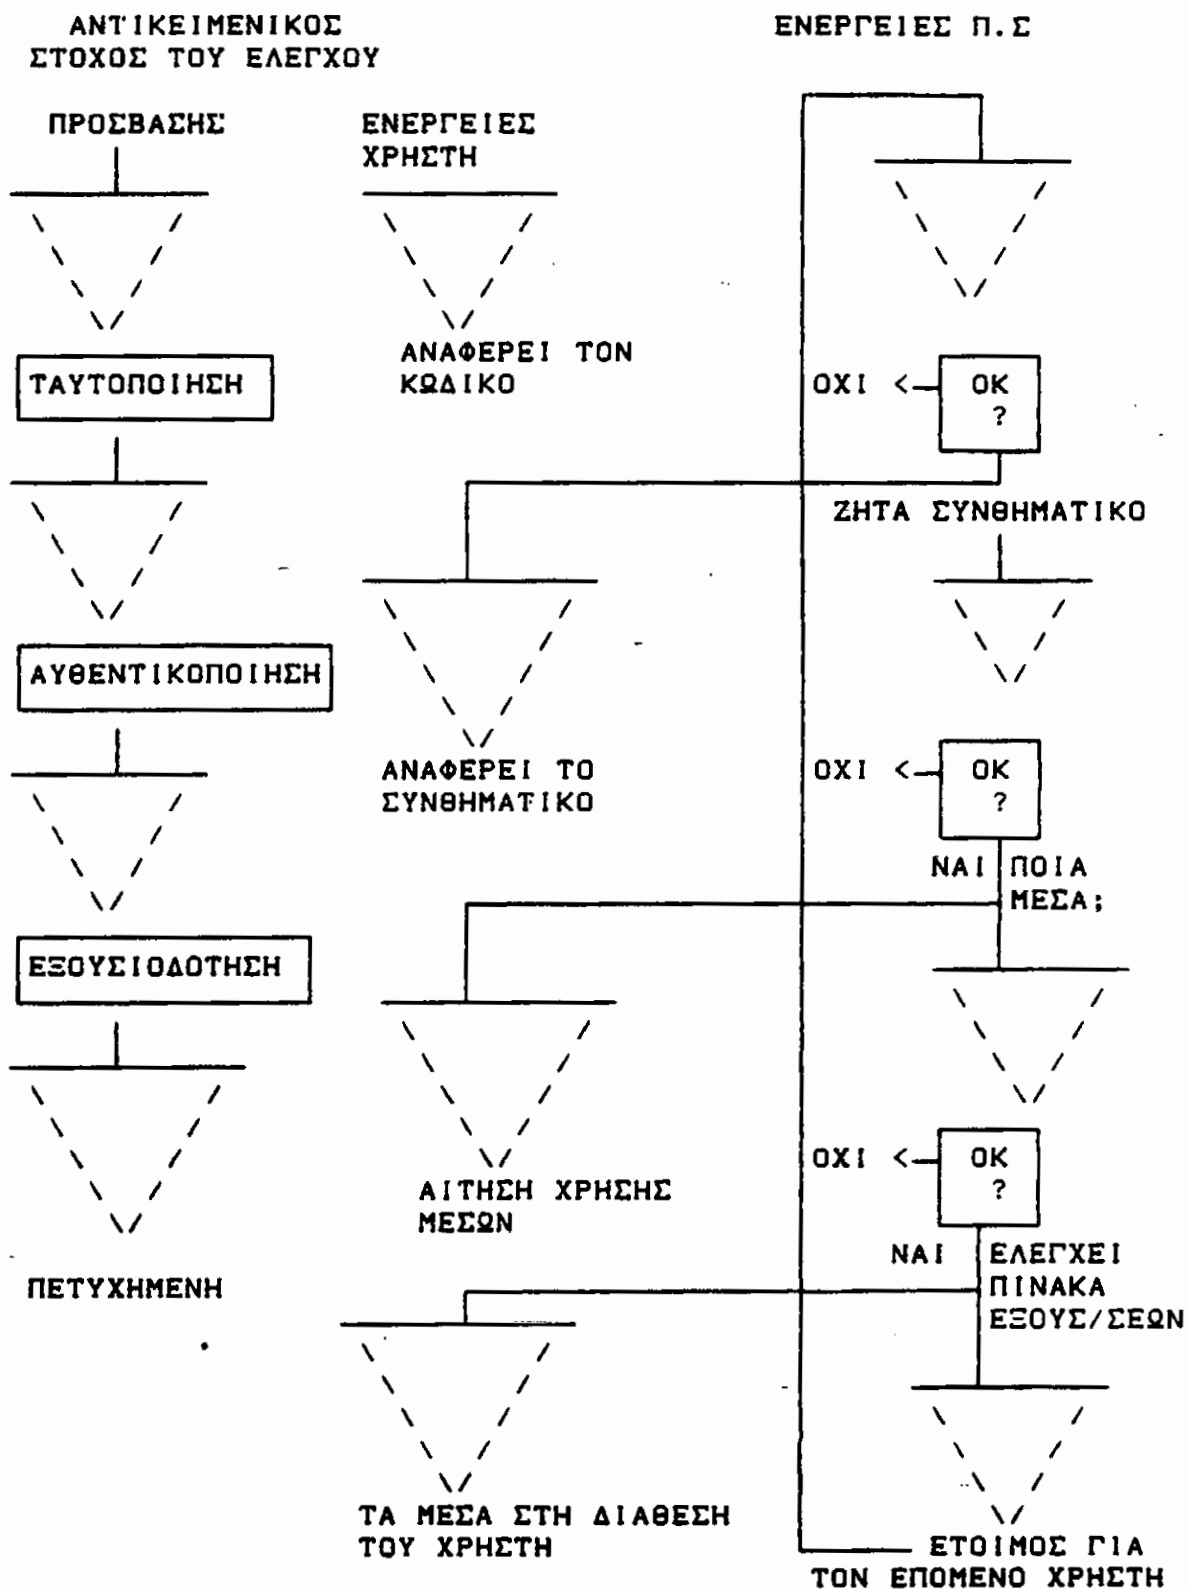 ΑΝΤΙΚΕΙΜΕΝΙΚΟΣ
ΣΤΟΧΟΣ ΤΟΥ ΕΛΕΓΧΟΥ
ΕΝΕΡΓΕΙΕΣ Π.Σ
ΠΡΟΣΒΑΣΗΣ
ΕΝΕΡΓΕΙΕΣ
ΧΡΗΣΤΗ
ΑΝΑΦΕΡΕΙ ΤΟΝ
ΚΩΔΙΚΟ
ΤΑΥΤΟΠΟΙΗΣΗ
ΟΧΙ <
ΟΚ
?
ΖΗΤΑ ΣΥΝΘΗΜΑΤΙΚΟ
ΑΥΘΕΝΤΙΚΟΠΟΙΗΣΗ
ΑΝΑΦΕΡΕΙ ΤΟ
ΣΥΝΘΗΜΑΤΙΚΟ
ΟΧΙ <
ΟΚ
?
ΝΑΙ ΠΟΙΑ
ΜΕΣΑ;
ΕΞΟΥΣΙΟΔΟΤΗΣΗ
ΑΙΤΗΣΗ ΧΡΗΣΗΣ
ΜΕΣΩΝ
ΟΧΙ <
ΟΚ
?
ΝΑΙ ΕΛΕΓΧΕΙ
ΠΙΝΑΚΑ
ΕΞΟΥΣ/ΣΕΩΝ
ΠΕΤΥΧΗΜΕΝΗ
ΤΑ ΜΕΣΑ ΣΤΗ ΔΙΑΘΕΣΗ
ΤΟΥ ΧΡΗΣΤΗ
ΕΤΟΙΜΟΣ ΓΙΑ
ΤΟΝ ΕΠΟΜΕΝΟ ΧΡΗΣΤΗ